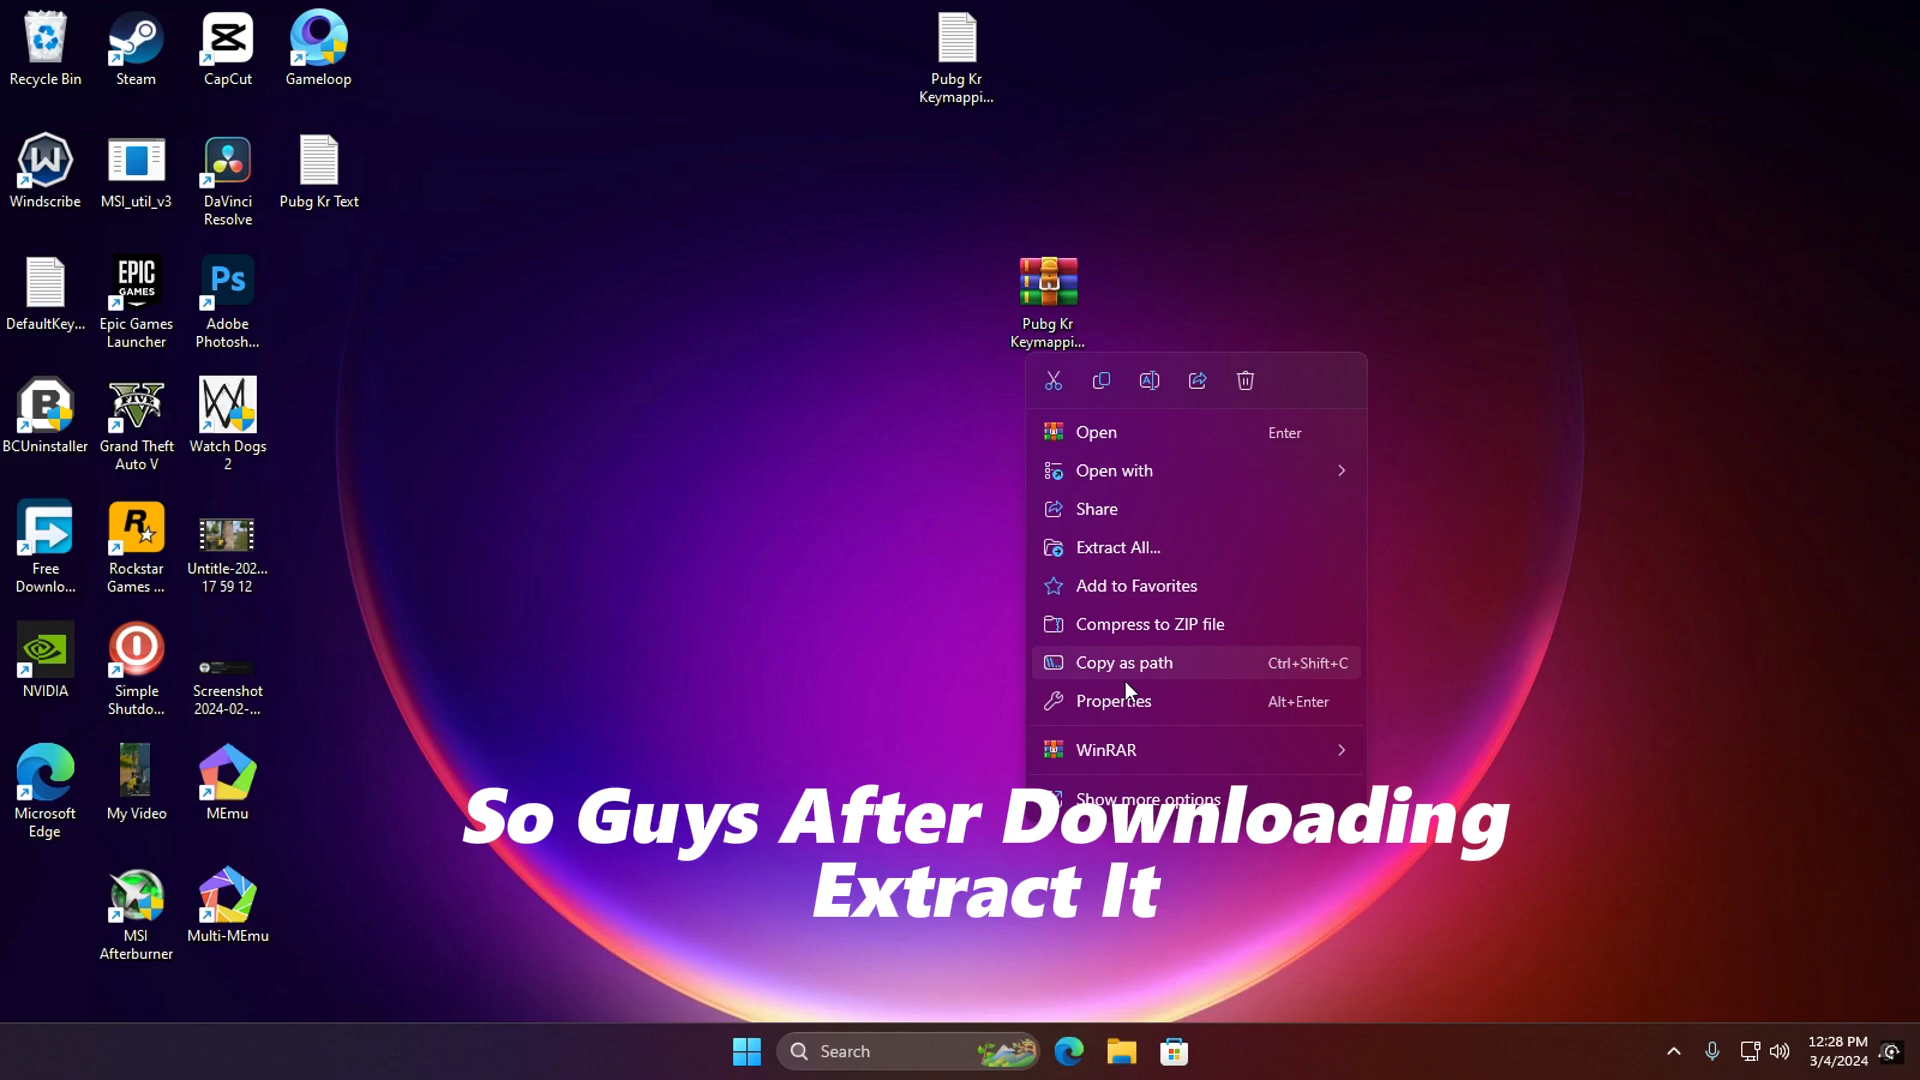 Recycle Bin
Steam
CapCut
Gameloop
Pubg Kr
Keymappi...
Windscribe
MSI_util_v3
DaVinci
Resolve
Pubg Kr Text
DefaultKey...
EPIC
GAMES
Epic Games
Launcher
Ps
Adobe
Photosh...
Pubg Kr
Keymappi...
B
BCUninstaller
FIVE
Grand Theft
Auto V
Watch Dogs
2
Open
Enter
Open with
Share
Extract All...
Add to Favorites
Compress to ZIP file
Copy as path
Ctrl+Shift+C
Properties
Alt+Enter
WinRAR
Show more options
Free
Downlo...
R
Rockstar
Games ...
Untitle-202...
17 59 12
NVIDIA
Simple
Shutdo...
Screenshot
2024-02-...
Microsoft
Edge
My Video
MEmu
MSI
Afterburner
Multi-MEmu
So Guys After Downloading
Extract It
Search
12:28 PM
3/4/2024